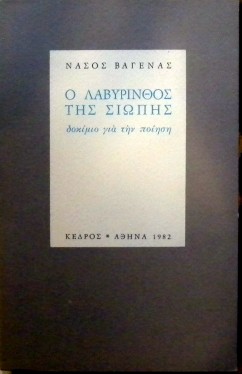 ΝΑΣΟΣ ΒΑΓΕΝΑΣ
Ο ΛΑΒΥΡΙΝΘΟΣ
ΤΗΣ ΣΙΩΠΗΣ
δοκίμιο γιὰ τὴν ποίηση
ΚΕΔΡΟΣ * ΑΘΗΝΑ 1982